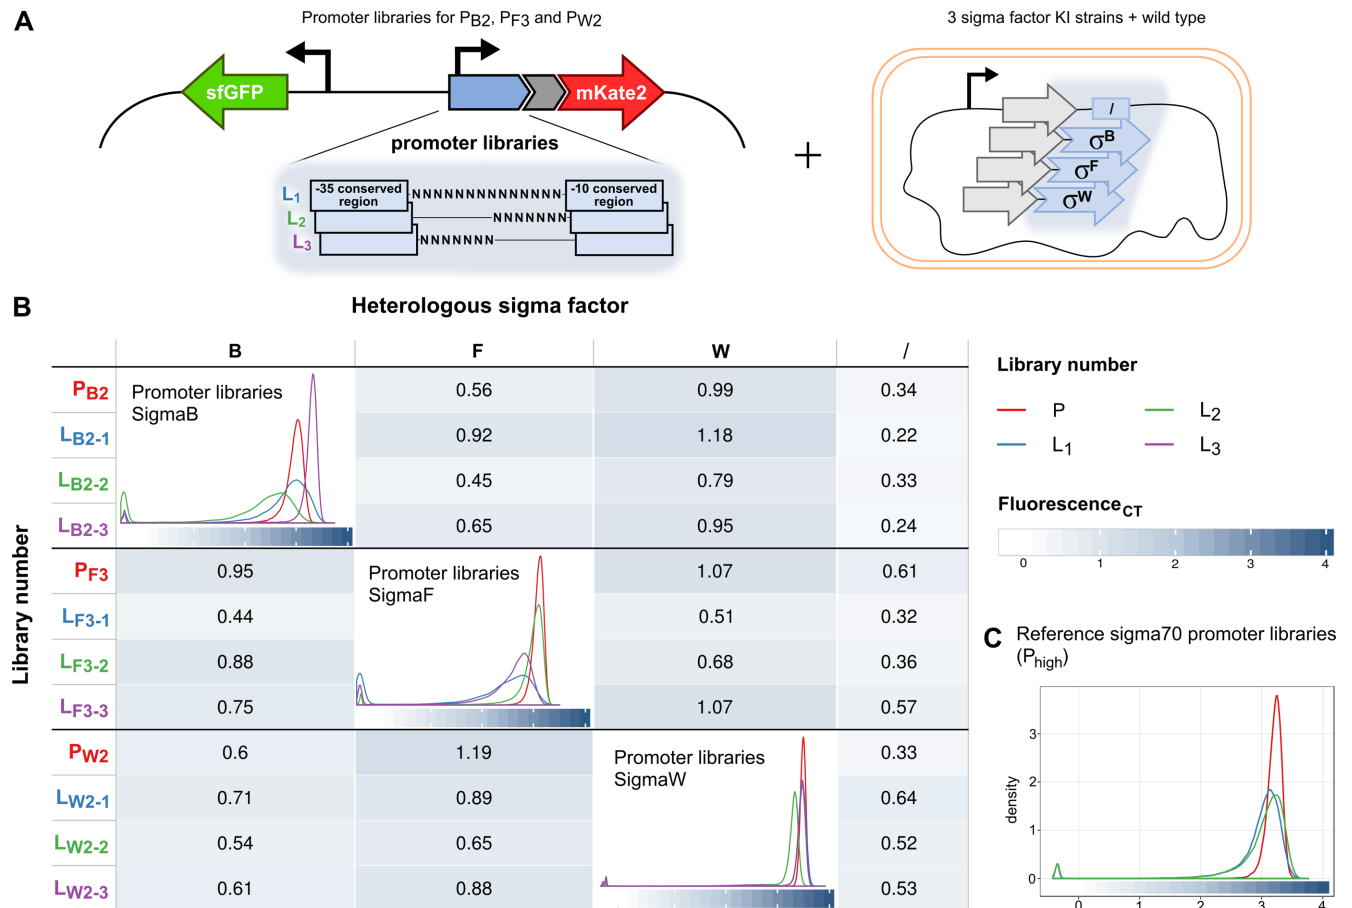 A
Promoter libraries for PB2, PF3 and PW2
3 sigma factor KI strains + wild type
sfGFP
mKate2
promoter libraries
L1
-35 conserved
region
NNNNNNNNNNNNNN
-10 conserved
region
L2
NNNNNNN
L3
NNNNNNN
+
/
σB
σF
σW
B
Heterologous sigma factor
B F W /
Library number
PB2
Promoter libraries
SigmaB
0.56 0.99 0.34
LB2-1 0.92 1.18 0.22
LB2-2 0.45 0.79 0.33
LB2-3 0.65 0.95 0.24
PF3 0.95
Promoter libraries
SigmaF
1.07 0.61
LF3-1 0.44 0.51 0.32
LF3-2 0.88 0.68 0.36
LF3-3 0.75 1.07 0.57
PW2 0.6 1.19
Promoter libraries
SigmaW
0.33
LW2-1 0.71 0.89 0.64
LW2-2 0.54 0.65 0.52
LW2-3 0.61 0.88 0.53
Library number
P L2
L1 L3
FluorescenceCT
0 1 2 3 4
C
Reference sigma70 promoter libraries
(Phigh)
density
3
2
1
0
0 1 2 3 4